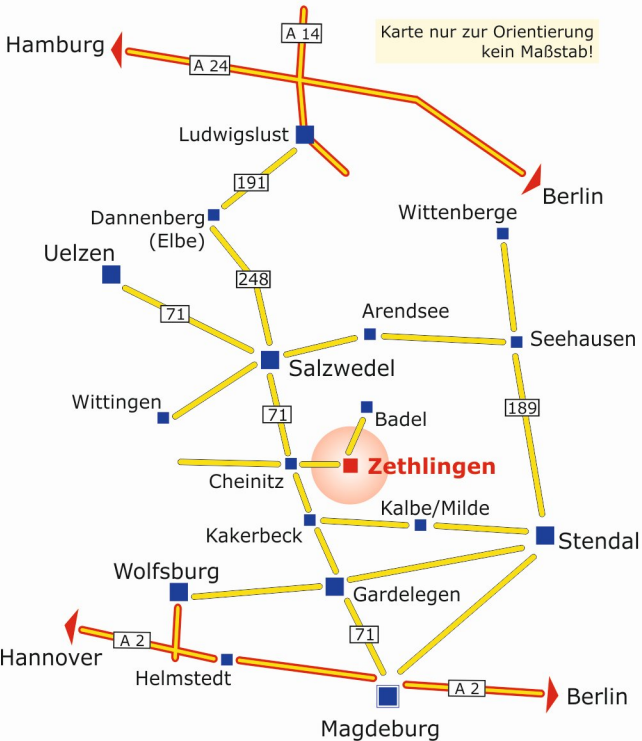 Karte nur zur Orientierung
kein Maßstab!
A 14
Hamburg
A 24
Ludwigslust
191
Berlin
Wittenberge
Dannenberg
(Elbe)
Uelzen
248
71
Arendsee
Seehausen
Salzwedel
Wittingen
71
189
Badel
Zethlingen
Cheinitz
Kalbe/Milde
Kakerbeck
Stendal
Wolfsburg
Gardelegen
71
A 2
Hannover
Helmstedt
A 2
Berlin
Magdeburg